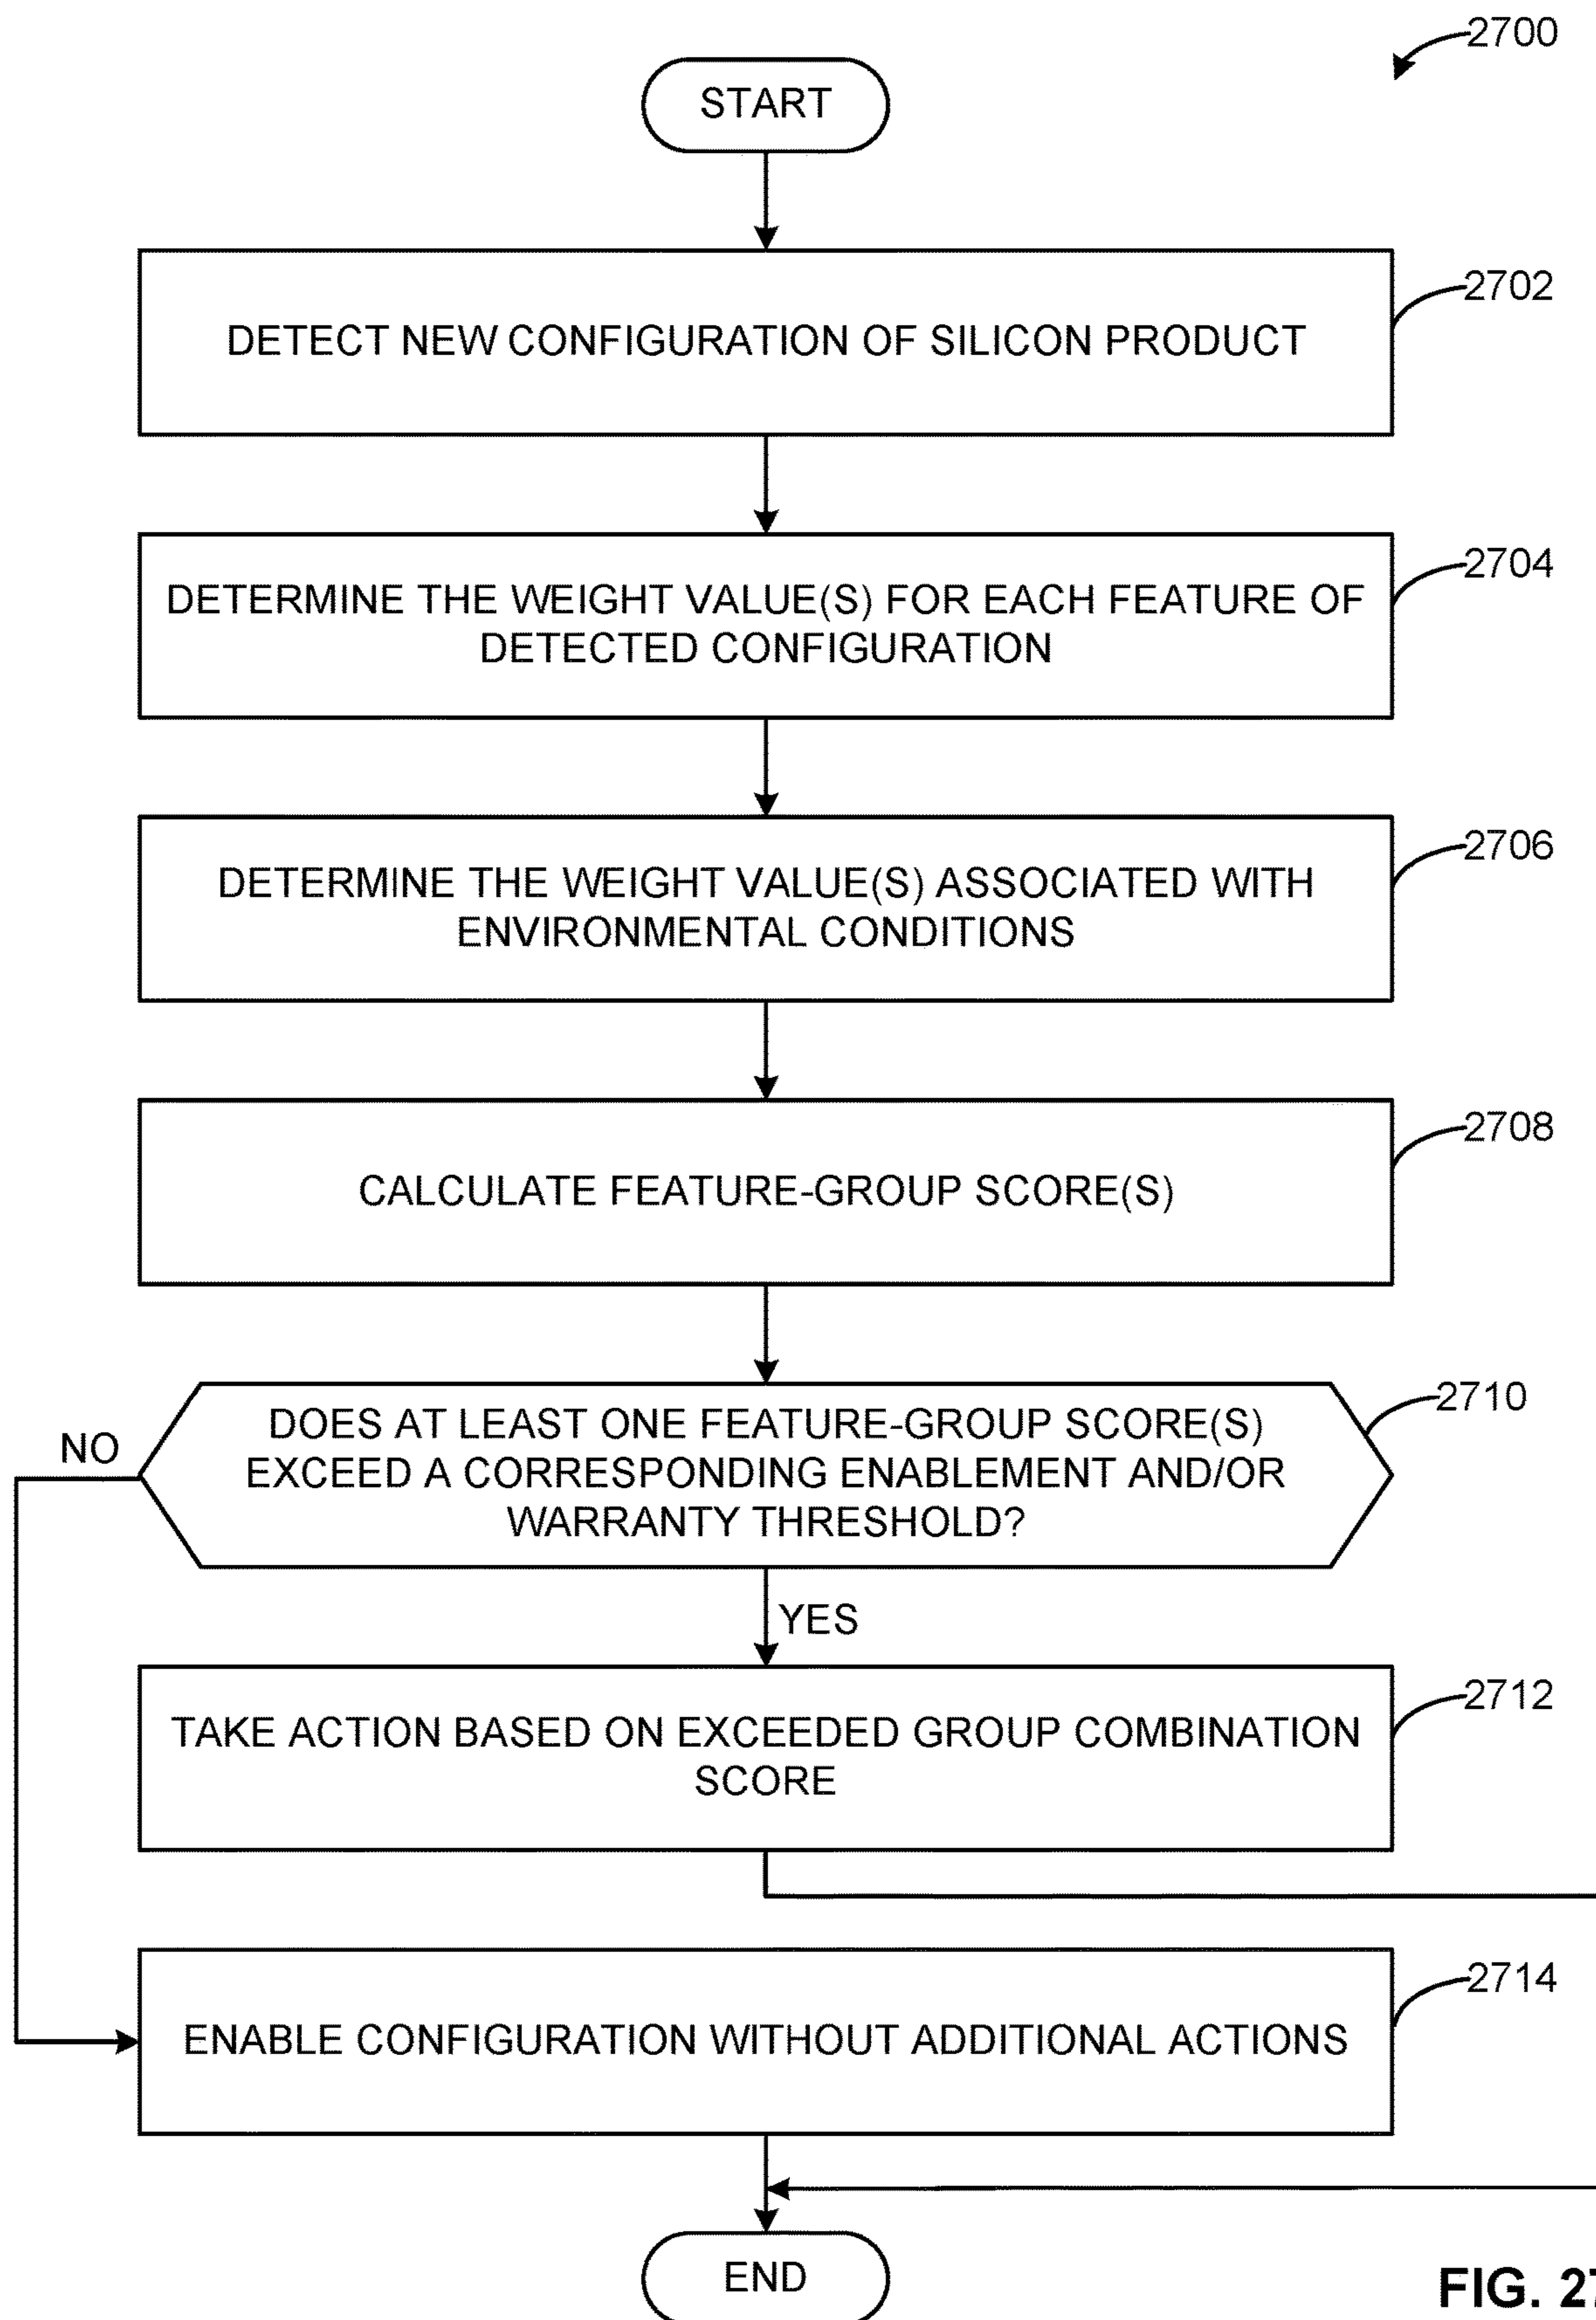 2700
START
DETECT NEW CONFIGURATION OF SILICON PRODUCT
2702
DETERMINE THE WEIGHT VALUE(S) FOR EACH FEATURE OF
DETECTED CONFIGURATION
2704
DETERMINE THE WEIGHT VALUE(S) ASSOCIATED WITH
ENVIRONMENTAL CONDITIONS
2706
CALCULATE FEATURE-GROUP SCORE(S)
2708
DOES AT LEAST ONE FEATURE-GROUP SCORE(S)
EXCEED A CORRESPONDING ENABLEMENT AND/OR
WARRANTY THRESHOLD?
2710
NO
YES
TAKE ACTION BASED ON EXCEEDED GROUP COMBINATION
SCORE
2712
ENABLE CONFIGURATION WITHOUT ADDITIONAL ACTIONS
2714
END
FIG. 27